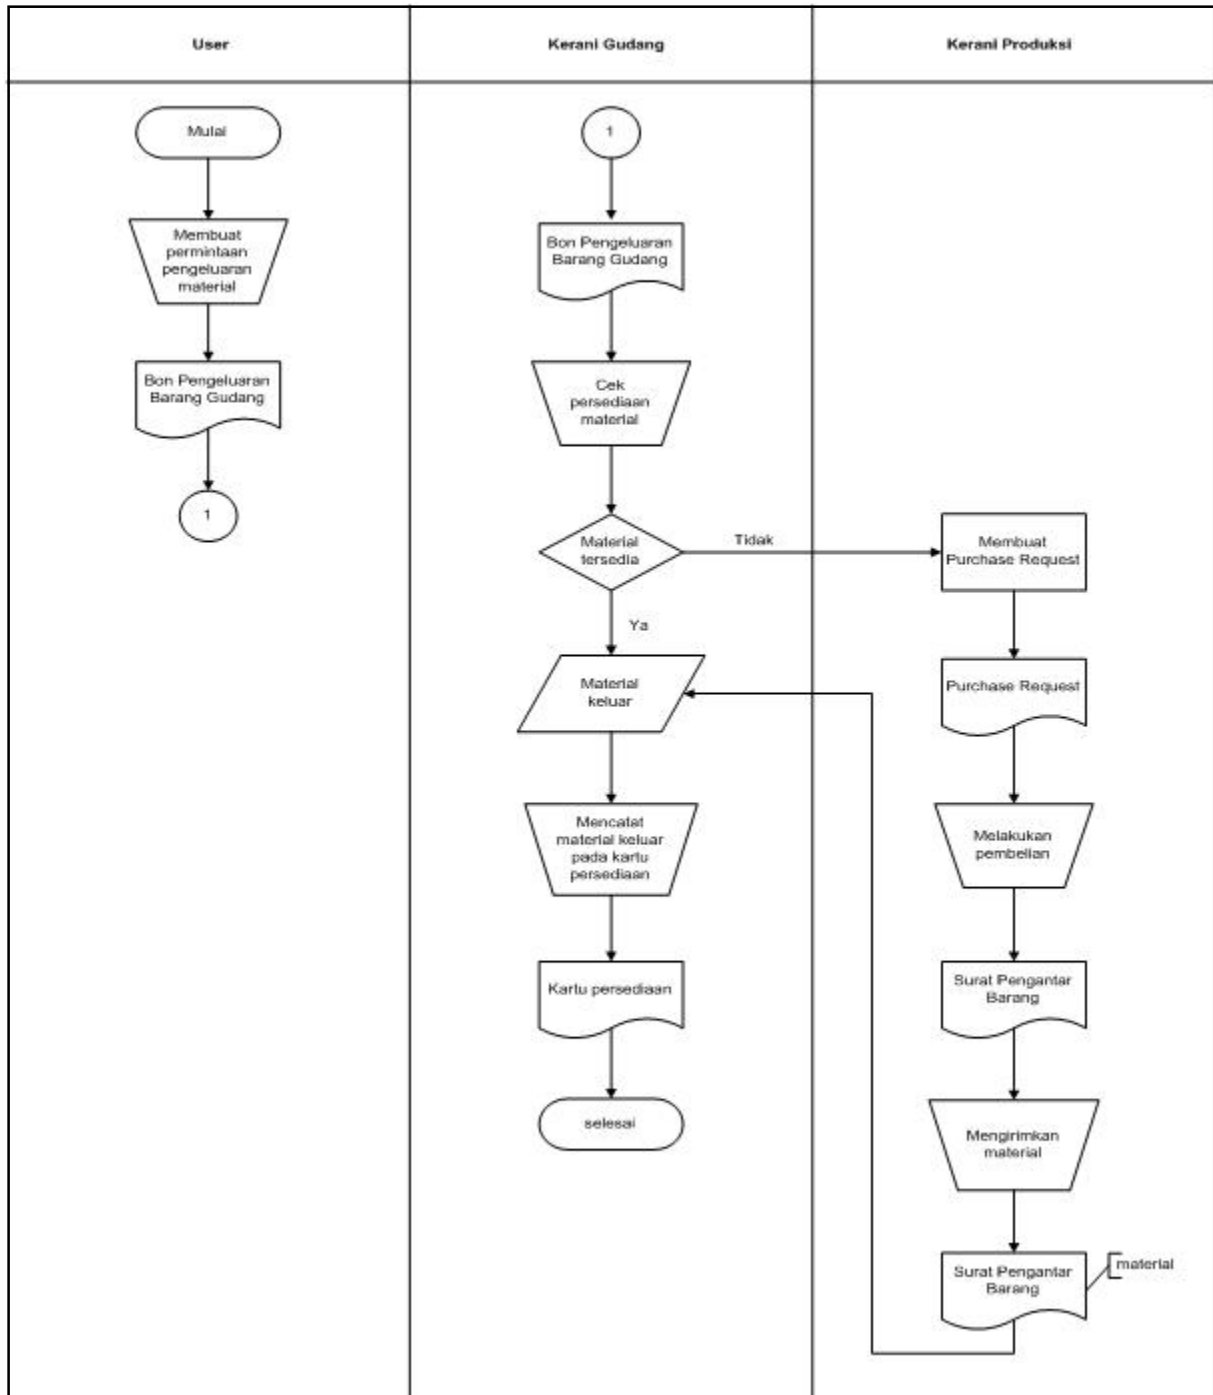 User
Kerani Gudang
Kerani Produksi
Mulai
Membuat
permintaan
pengeluaran
material
Bon Pengeluaran
Barang Gudang
1
1
Bon Pengeluaran
Barang Gudang
Cek
persediaan
material
Material
tersedia
Tidak
Ya
Material
keluar
Mencatat
material keluar
pada kartu
persediaan
Kartu persediaan
selesai
Membuat
Purchase Request
Purchase Request
Melakukan
pembelian
Surat Pengantar
Barang
Mengirimkan
material
Surat Pengantar
Barang
material